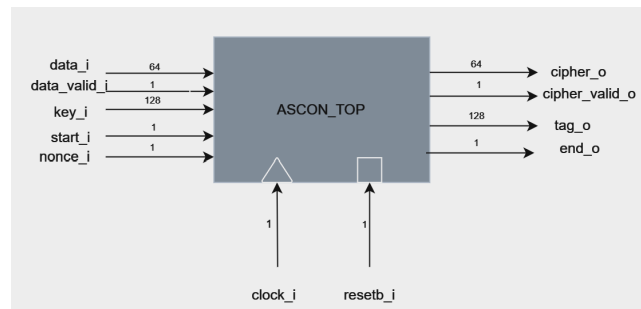 data_i
64
data_valid_i
1
key_i
128
start_i
1
nonce_i
1
ASCON_TOP
64
cipher_o
1
cipher_valid_o
128
tag_o
1
end_o
1
1
clock_i
resetb_i